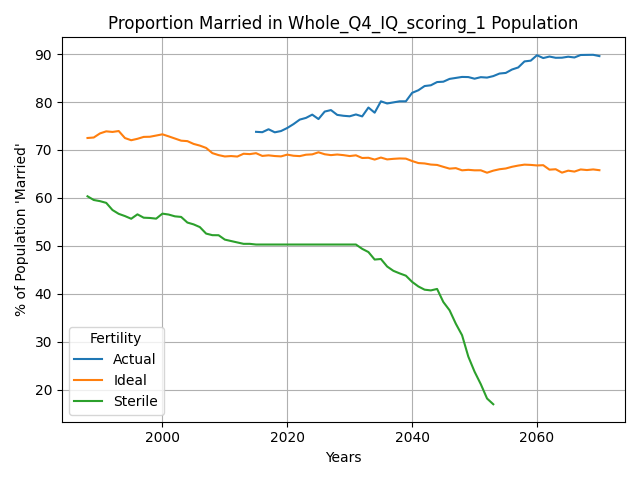 Proportion Married in Whole_Q4_IQ_scoring_1 Population
% of Population 'Married'
90
80
70
60
50
40
30
20
Fertility
Actual
Ideal
Sterile
2000
2020
2040
2060
Years